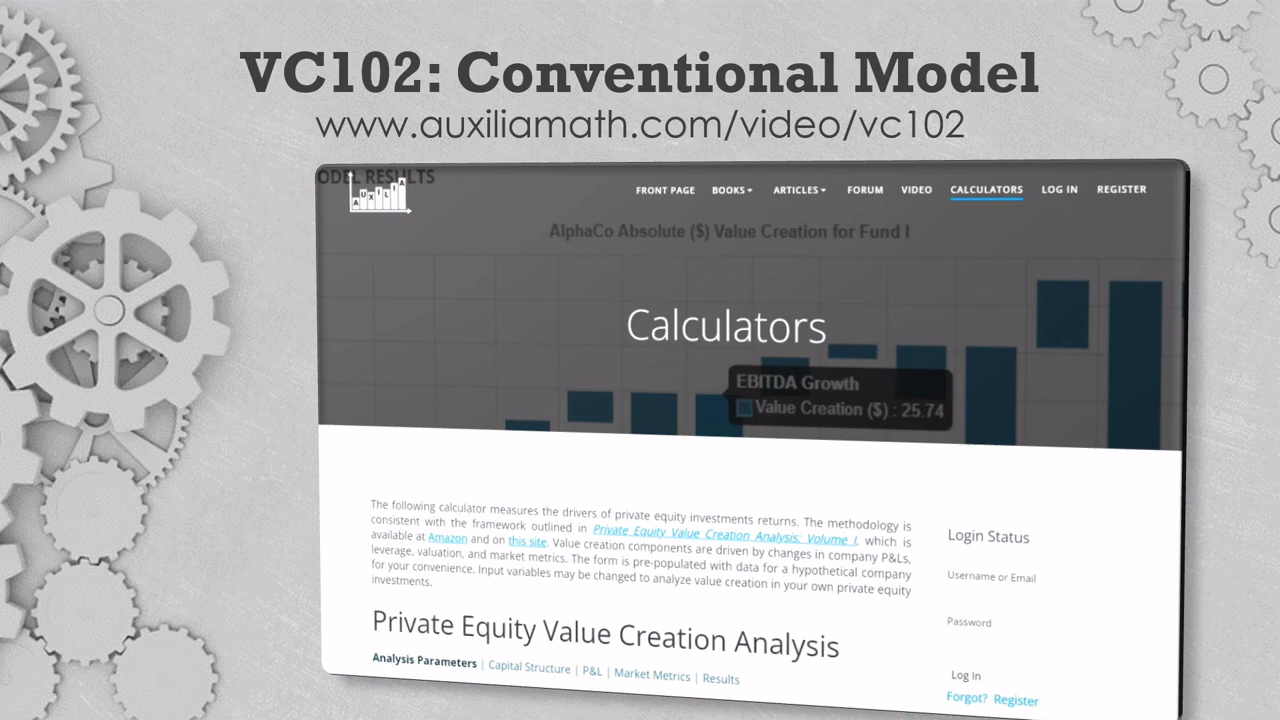 VC102: Conventional Model
www.auxiliamath.com/video/vc102
ODEL RESULTS
AUXILIA
FRONT PAGE BOOKS ARTICLES FORUM VIDEO CALCULATORS LOG IN REGISTER
AlphaCo Absolute ($) Value Creation for Fund I
Calculators
EBITDA Growth
Value Creation ($) : 25.74
The following calculator measures the drivers of private equity investments returns. The methodology is
consistent with the framework outlined in Private Equity Value Creation Analysis: Volume I, which is
available at Amazon and on this site. Value creation components are driven by changes in company P&Ls,
leverage, valuation, and market metrics. The form is pre-populated with data for a hypothetical company
for your convenience. Input variables may be changed to analyze value creation in your own private equity
investments.
Private Equity Value Creation Analysis
Analysis Parameters | Capital Structure | P&L | Market Metrics | Results
Login Status
Username or Email
Password
Log In
Forgot? Register